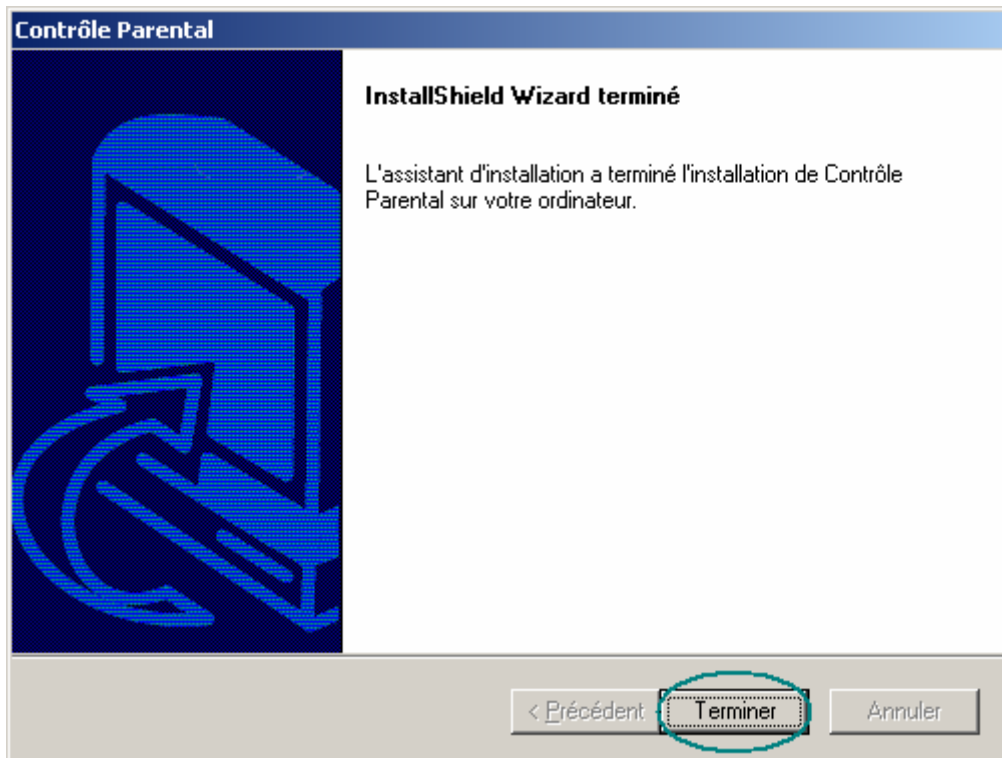 Contrôle Parental
InstallShield Wizard terminé
L'assistant d'installation a terminé l'installation de Contrôle
Parental sur votre ordinateur.
< Précédent Terminer Annuler